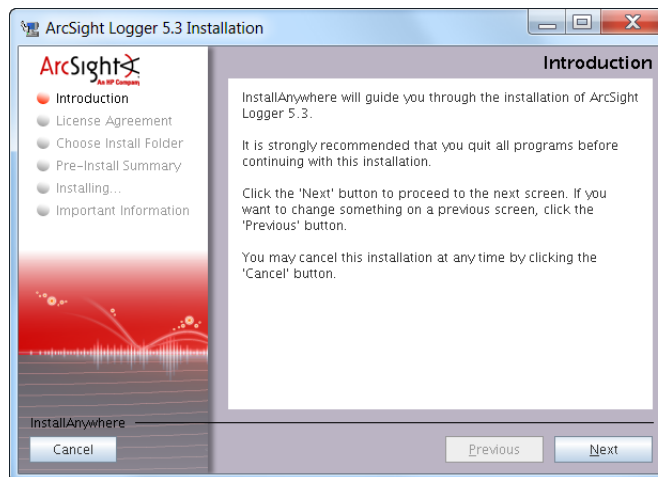 ArcSight Logger 5.3 Installation
ArcSight
An HP Company
Introduction
License Agreement
Choose Install Folder
Pre-Install Summary
Installing...
Important Information
Introduction
InstallAnywhere will guide you through the installation of ArcSight
Logger 5.3.
It is strongly recommended that you quit all programs before
continuing with this installation.
Click the 'Next' button to proceed to the next screen. If you
want to change something on a previous screen, click the
'Previous' button.
You may cancel this installation at any time by clicking the
'Cancel' button.
InstallAnywhere
Cancel
Previous
Next